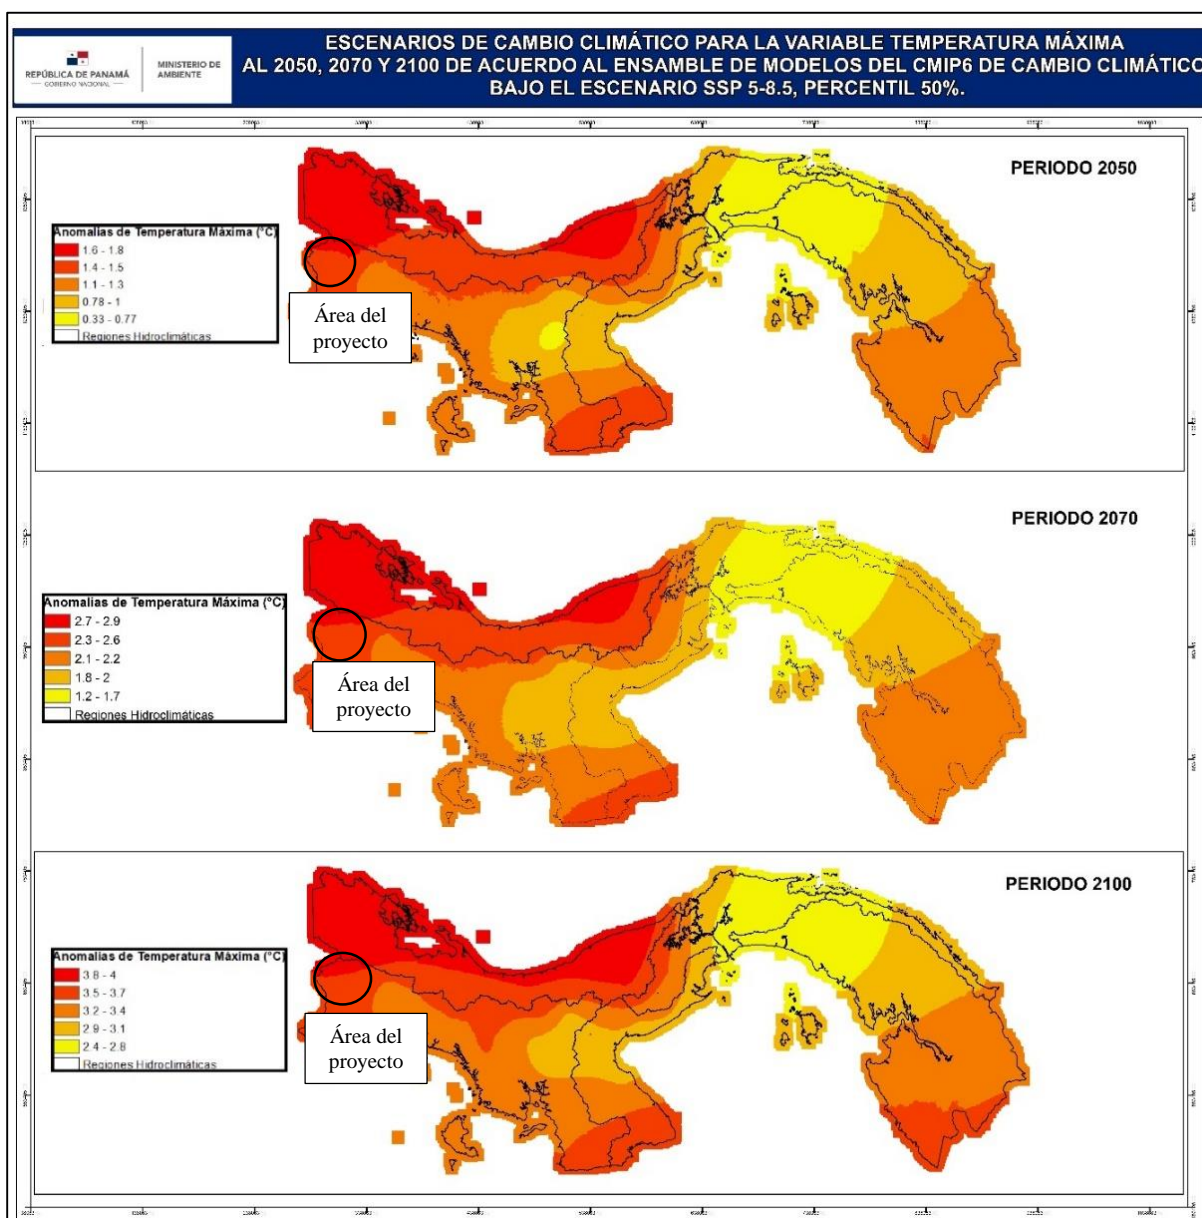 REPÚBLICA DE PANAMÁ
GOBIERNO NACIONAL
MINISTERIO DE
AMBIENTE
ESCENARIOS DE CAMBIO CLIMÁTICO PARA LA VARIABLE TEMPERATURA MÁXIMA
AL 2050, 2070 Y 2100 DE ACUERDO AL ENSAMBLE DE MODELOS DEL CMIP6 DE CAMBIO CLIMÁTICO
BAJO EL ESCENARIO SSP 5-8.5, PERCENTIL 50%.
PERIODO 2050
Anomalías de Temperatura Máxima (°C)
1.6 - 1.8
1.4 - 1.5
1.1 - 1.3
0.78 - 1
0.33 - 0.77
Regiones Hidroclimáticas
Área del
proyecto
PERIODO 2070
Anomalías de Temperatura Máxima (°C)
2.7 - 2.9
2.3 - 2.6
2.1 - 2.2
1.8 - 2
1.2 - 1.7
Regiones Hidroclimáticas
Área del
proyecto
PERIODO 2100
Anomalías de Temperatura Máxima (°C)
3.8 - 4
3.5 - 3.7
3.2 - 3.4
2.9 - 3.1
2.4 - 2.8
Regiones Hidroclimáticas
Área del
proyecto